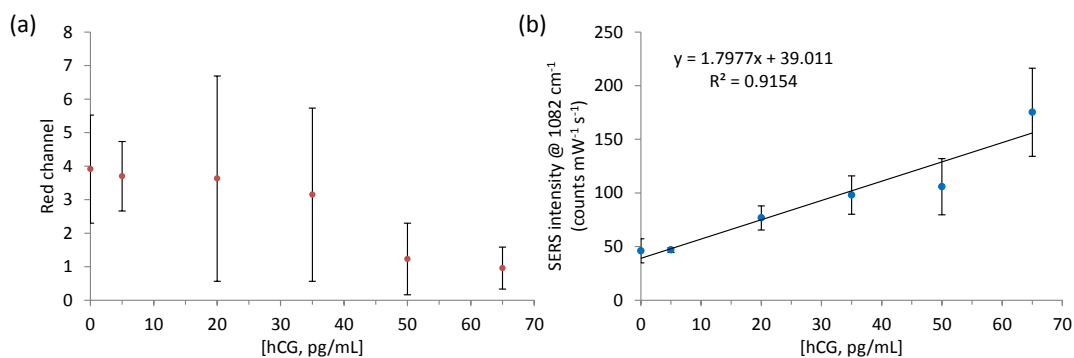 (a)
8
7
6
5
4
3
2
1
0
Red channel
0 10 20 30 40 50 60 70
[hCG, pg/mL]
(b)
250
200
150
100
50
0
SERS intensity @ 1082 cm⁻¹
(counts mW⁻¹ s⁻¹)
y = 1.7977x + 39.011
R² = 0.9154
0 10 20 30 40 50 60 70
[hCG, pg/mL]